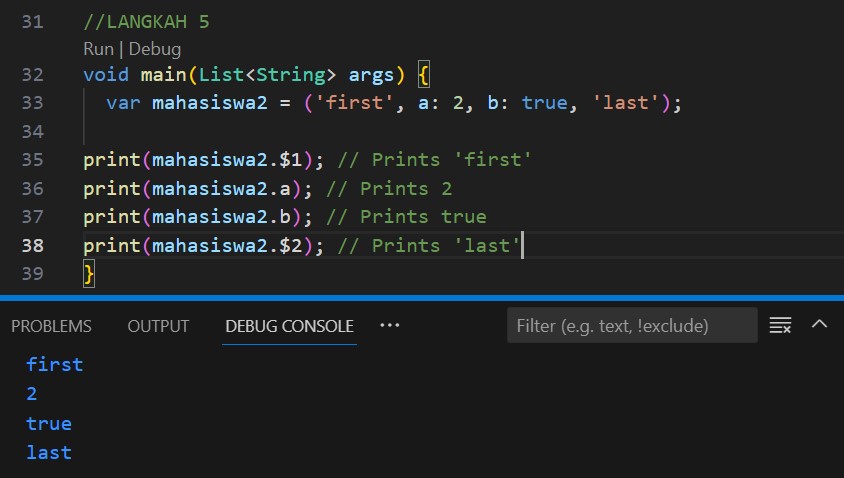 31 //LANGKAH 5
Run | Debug
32 void main(List<String> args) {
33 var mahasiswa2 = ('first', a: 2, b: true, 'last');
34
35 print(mahasiswa2.$1); // Prints 'first'
36 print(mahasiswa2.a); // Prints 2
37 print(mahasiswa2.b); // Prints true
38 print(mahasiswa2.$2); // Prints 'last'
39 }
PROBLEMS OUTPUT DEBUG CONSOLE ··· Filter (e.g. text, !exclude)
first
2
true
last